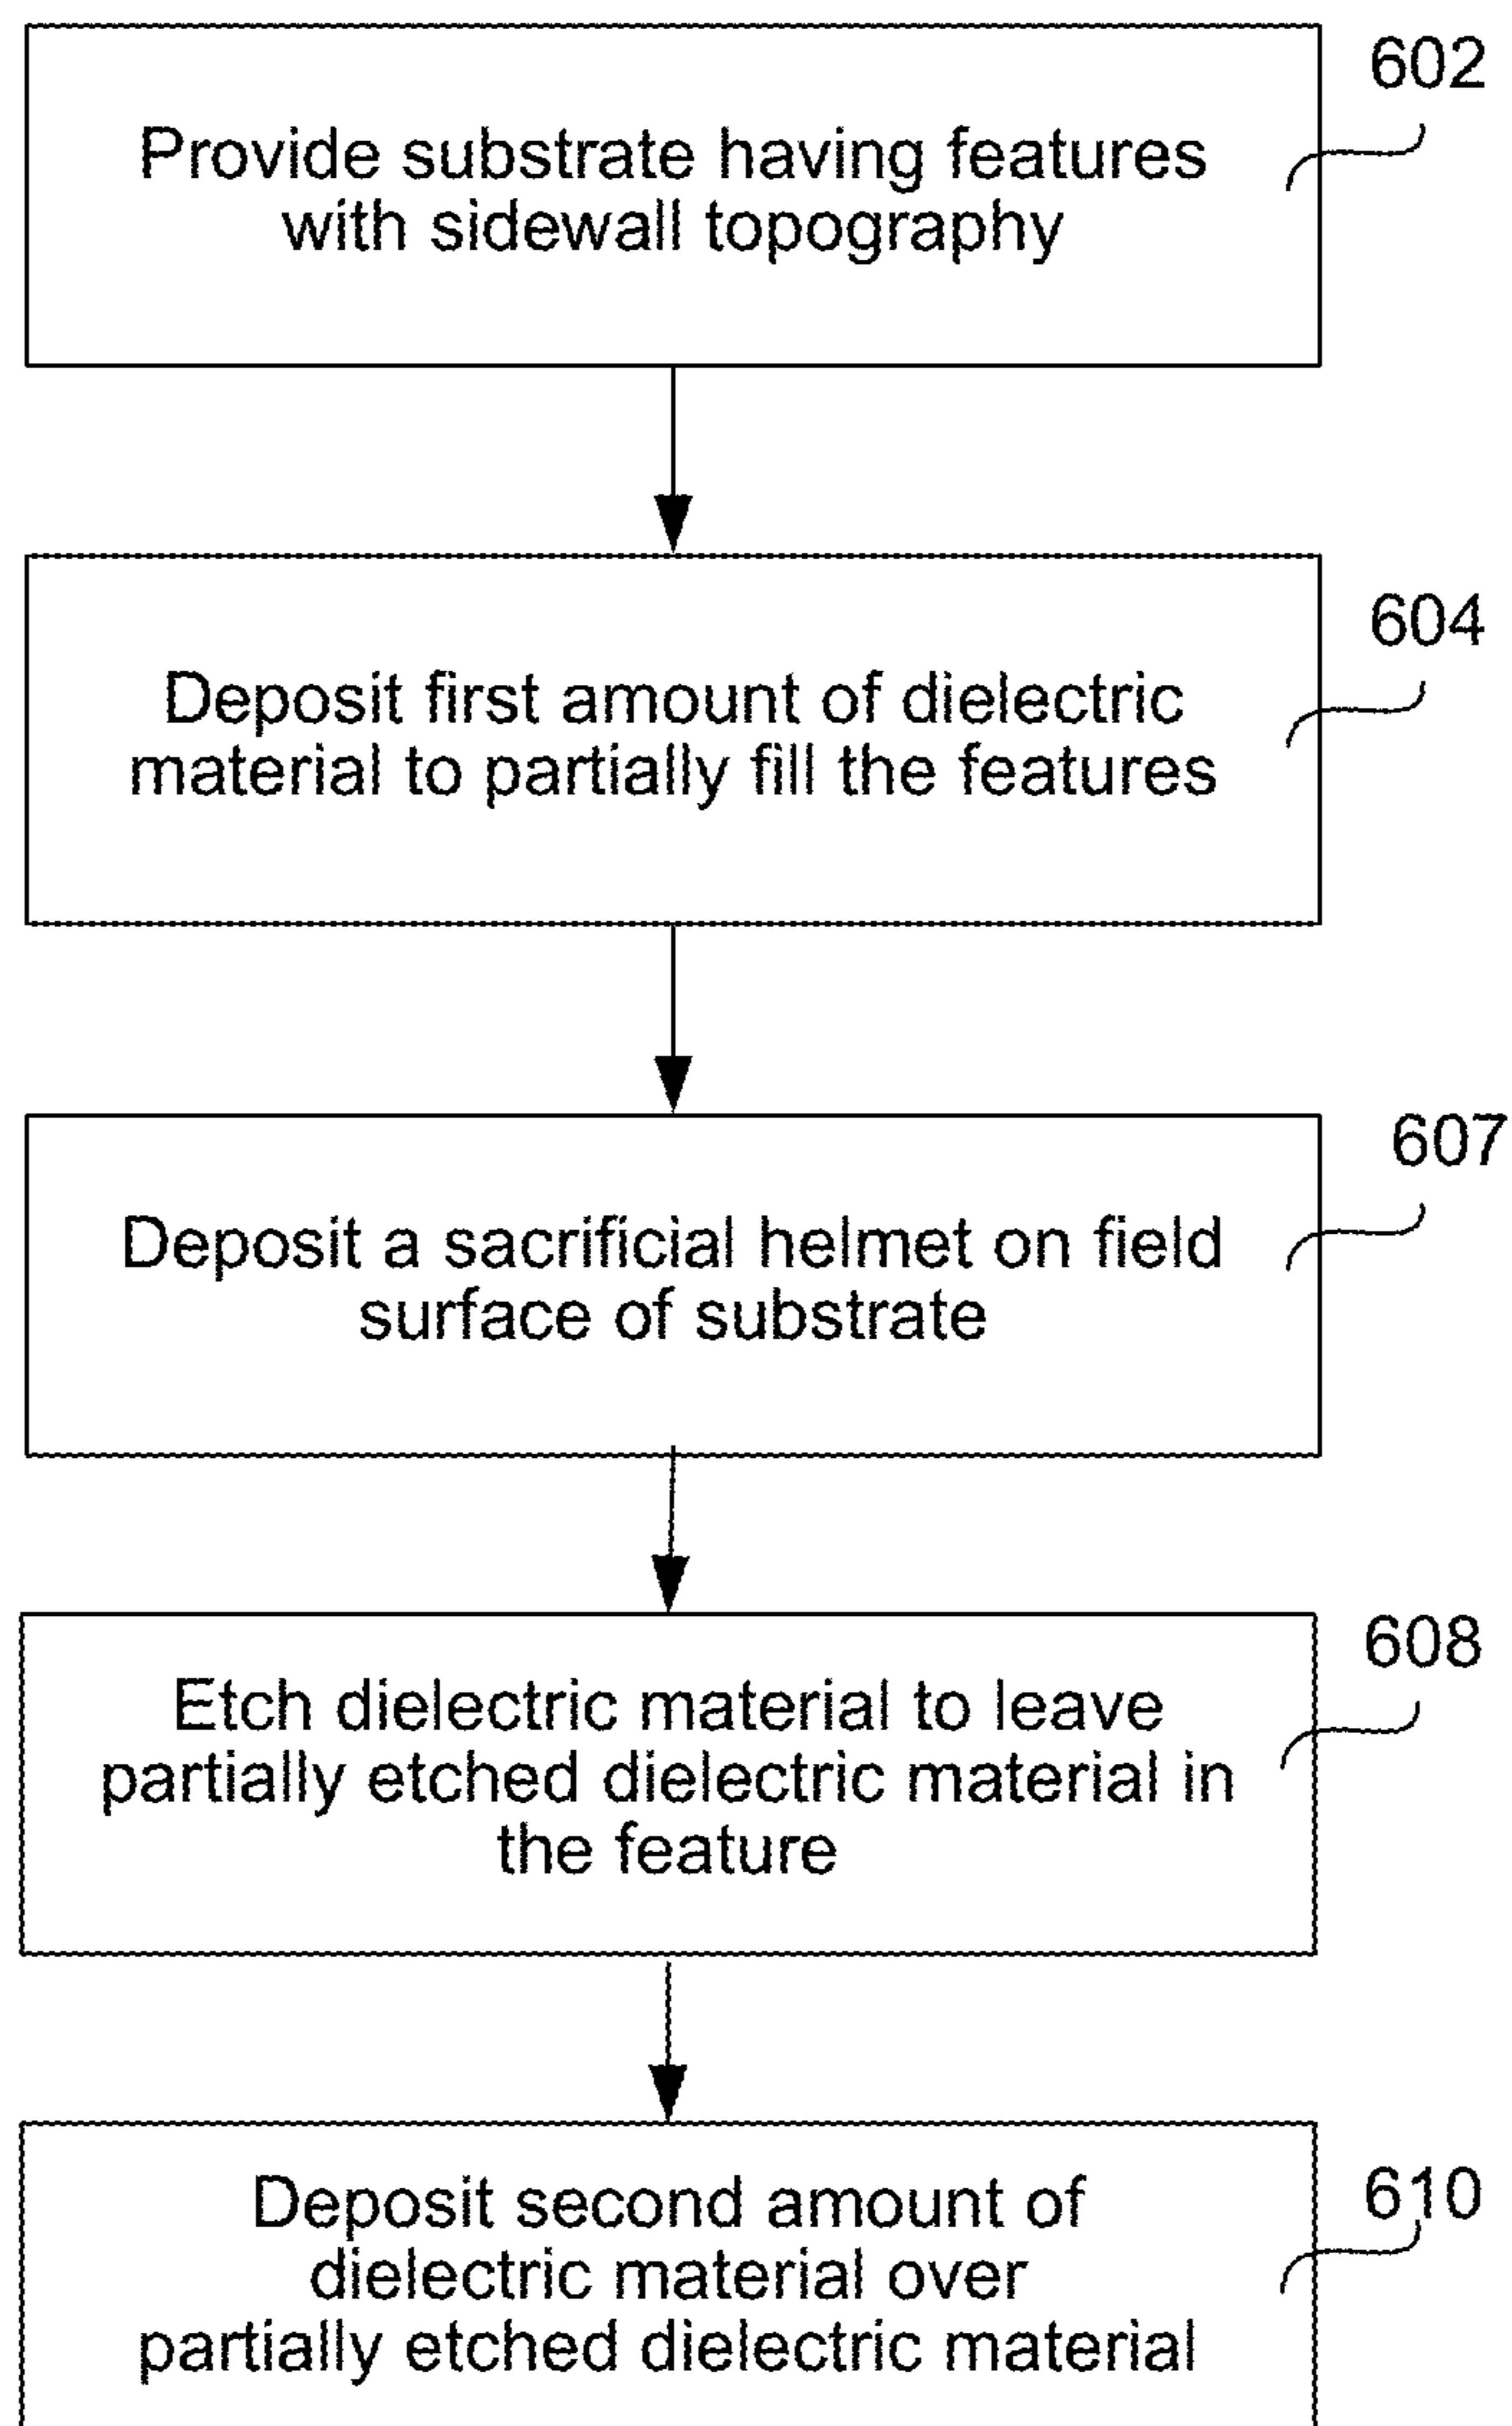 602
Provide substrate having features
with sidewall topography
604
Deposit first amount of dielectric
material to partially fill the features
607
Deposit a sacrificial helmet on field
surface of substrate
608
Etch dielectric material to leave
partially etched dielectric material in
the feature
610
Deposit second amount of
dielectric material over
partially etched dielectric material